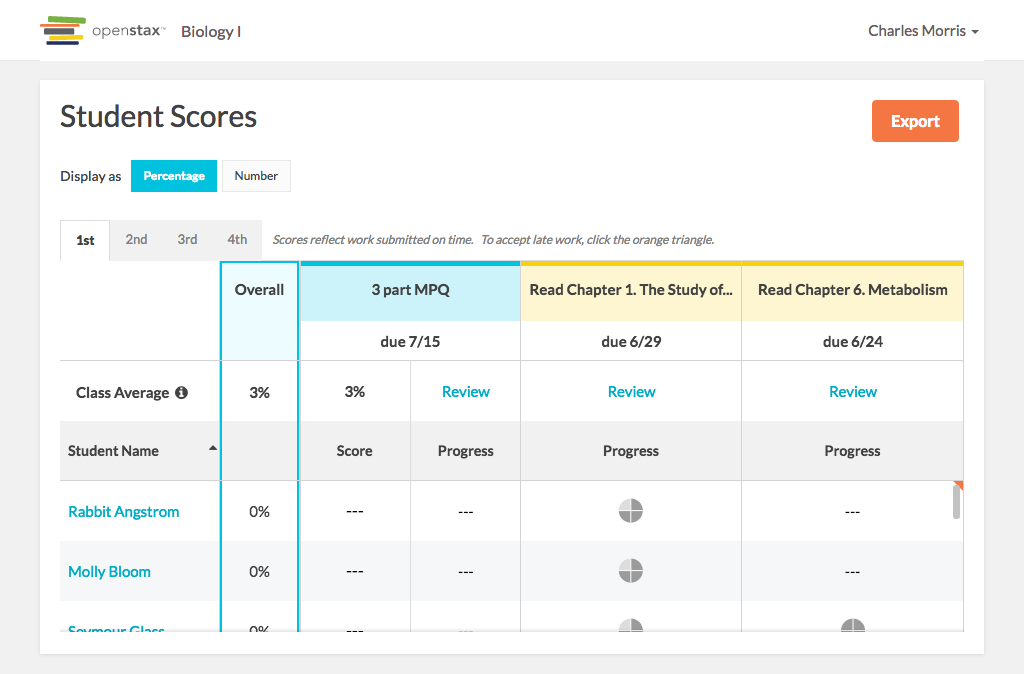 openstax™ Biology I
Charles Morris
Student Scores
Export
Display as Percentage Number
1st 2nd 3rd 4th Scores reflect work submitted on time. To accept late work, click the orange triangle.
Overall 3 part MPQ Read Chapter 1. The Study of... Read Chapter 6. Metabolism
due 7/15 due 6/29 due 6/24
Class Average 3% 3% Review Review Review
Student Name Score Progress Progress Progress
Rabbit Angstrom 0% --- --- ---
Molly Bloom 0% --- --- ---
Seymour Glass 0% --- ---